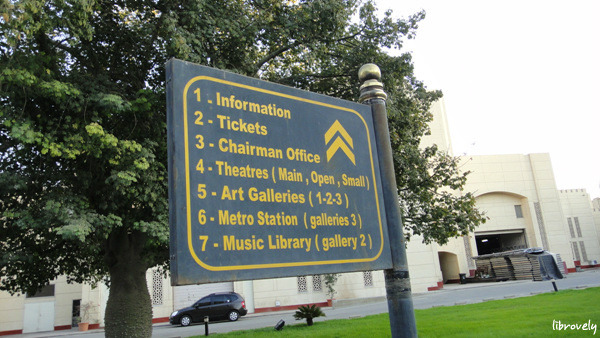 1 - Information
2 - Tickets
3 - Chairman Office
4 - Theatres ( Main , Open , Small)
5 - Art Galleries ( 1-2-3 )
6 - Metro Station ( galleries 3 )
7 - Music Library ( gallery 2 )
librovely